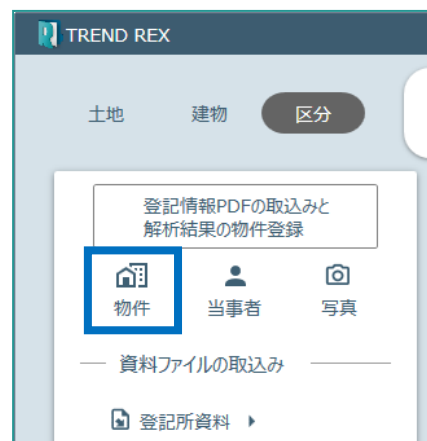 TREND REX
土地 建物 区分
登記情報PDFの取込みと
解析結果の物件登録
物件 当事者 写真
資料ファイルの取込み
登記所資料